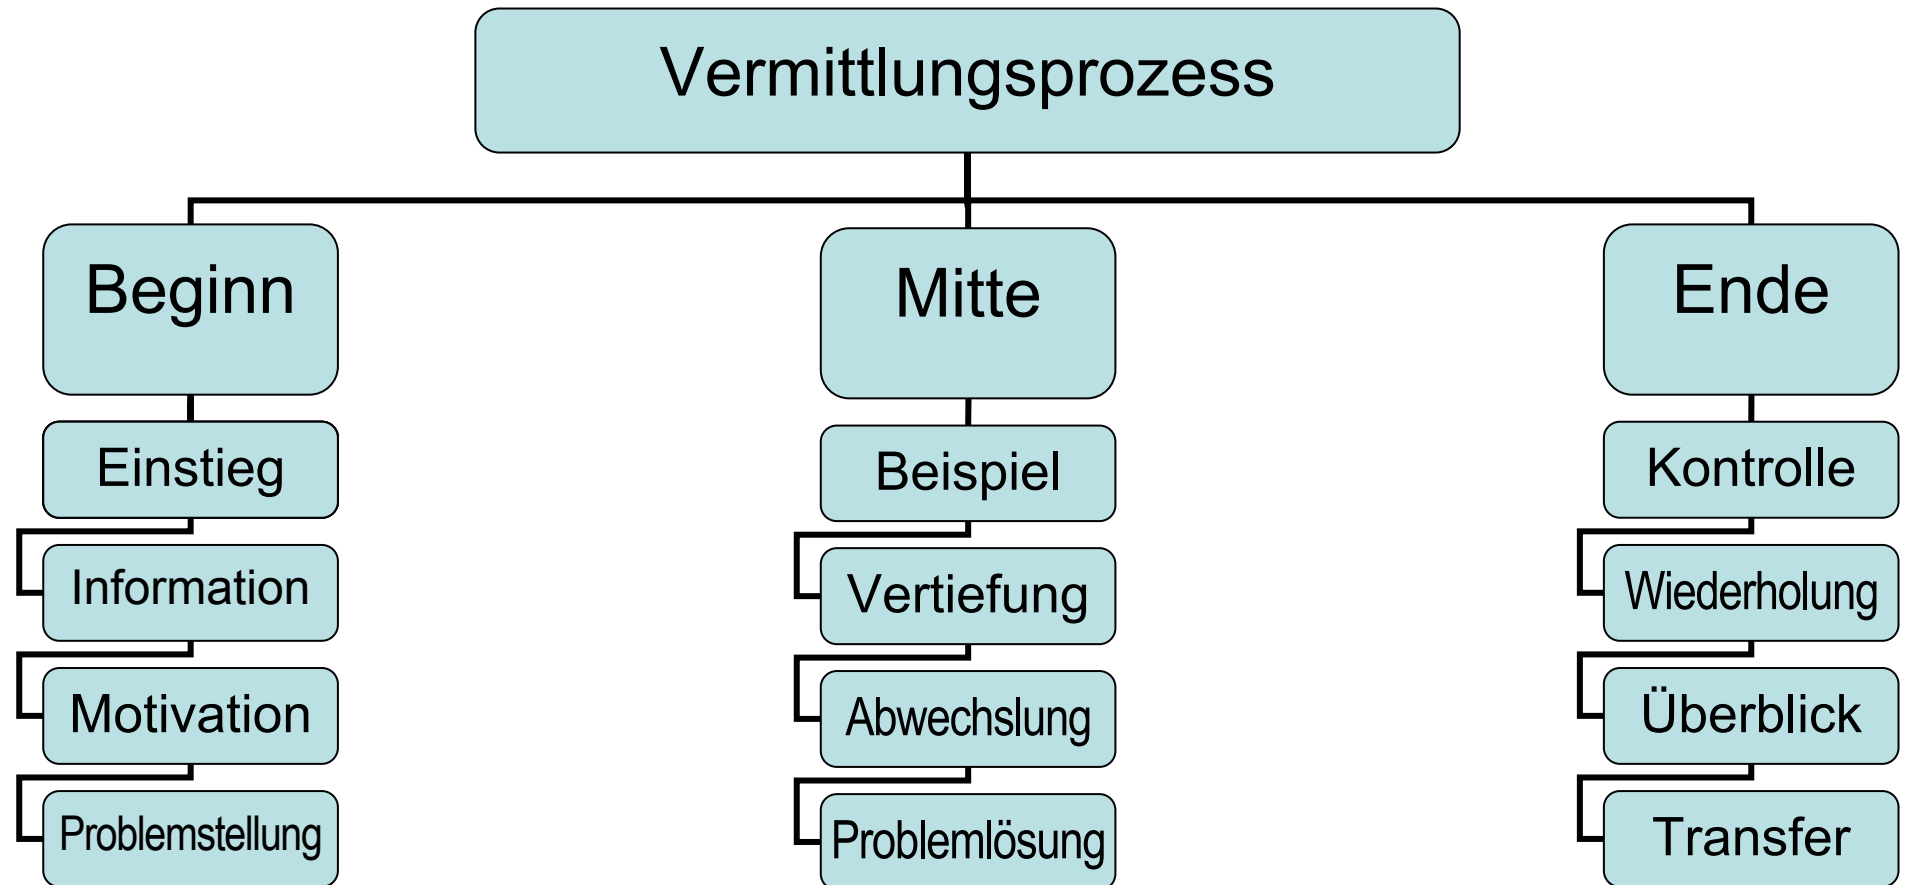 Vermittlungsprozess
Beginn
Einstieg
Information
Motivation
Problemstellung
Mitte
Beispiel
Vertiefung
Abwechslung
Problemlösung
Ende
Kontrolle
Wiederholung
Überblick
Transfer